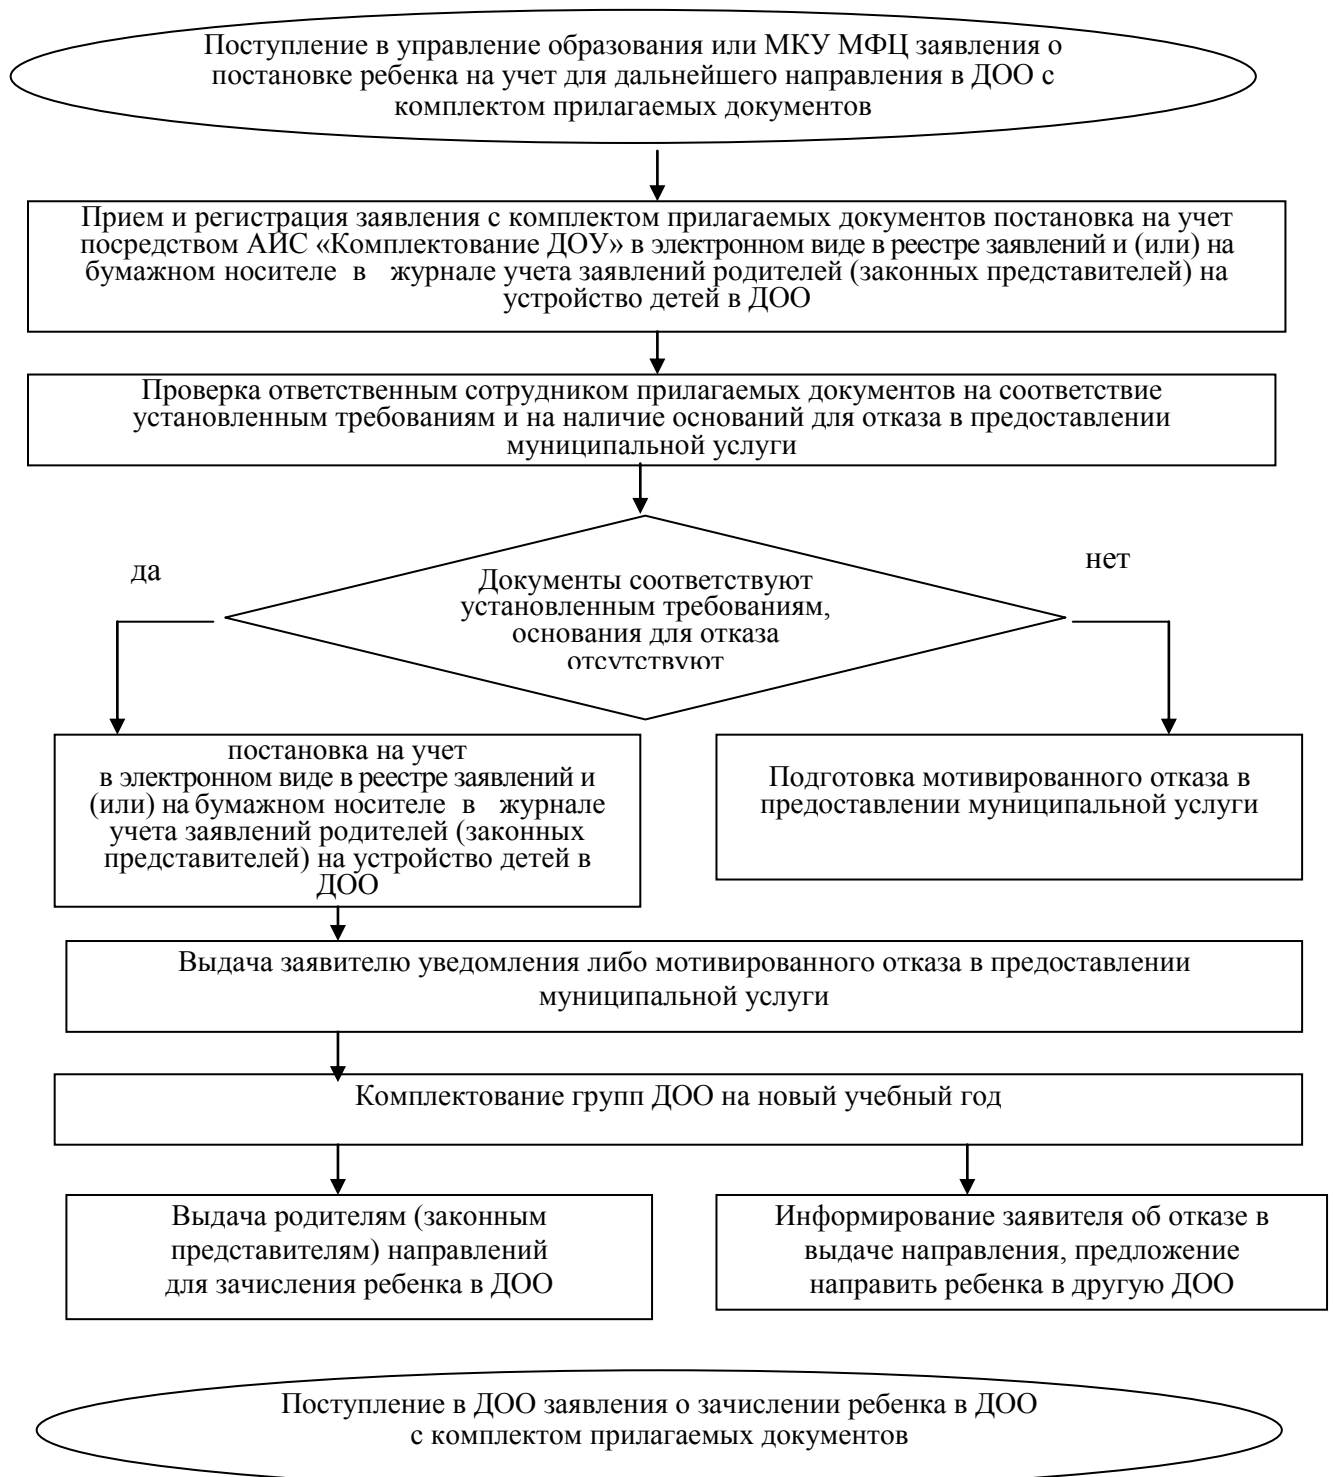 Поступление в управление образования или МКУ МФЦ заявления о
постановке ребенка на учет для дальнейшего направления в ДОО с
комплектом прилагаемых документов
Прием и регистрация заявления с комплектом прилагаемых документов постановка на учет
посредством АИС «Комплектование ДОУ» в электронном виде в реестре заявлений и (или) на
бумажном носителе в журнале учета заявлений родителей (законных представителей) на
устройство детей в ДОО
Проверка ответственным сотрудником прилагаемых документов на соответствие
установленным требованиям и на наличие оснований для отказа в предоставлении
муниципальной услуги
да
нет
Документы соответствуют
установленным требованиям,
основания для отказа
отсутствуют
постановка на учет
в электронном виде в реестре заявлений и
(или) на бумажном носителе в журнале
учета заявлений родителей (законных
представителей) на устройство детей в
ДОО
Подготовка мотивированного отказа в
предоставлении муниципальной услуги
Выдача заявителю уведомления либо мотивированного отказа в предоставлении
муниципальной услуги
Комплектование групп ДОО на новый учебный год
Выдача родителям (законным
представителям) направлений
для зачисления ребенка в ДОО
Информирование заявителя об отказе в
выдаче направления, предложение
направить ребенка в другую ДОО
Поступление в ДОО заявления о зачислении ребенка в ДОО
с комплектом прилагаемых документов